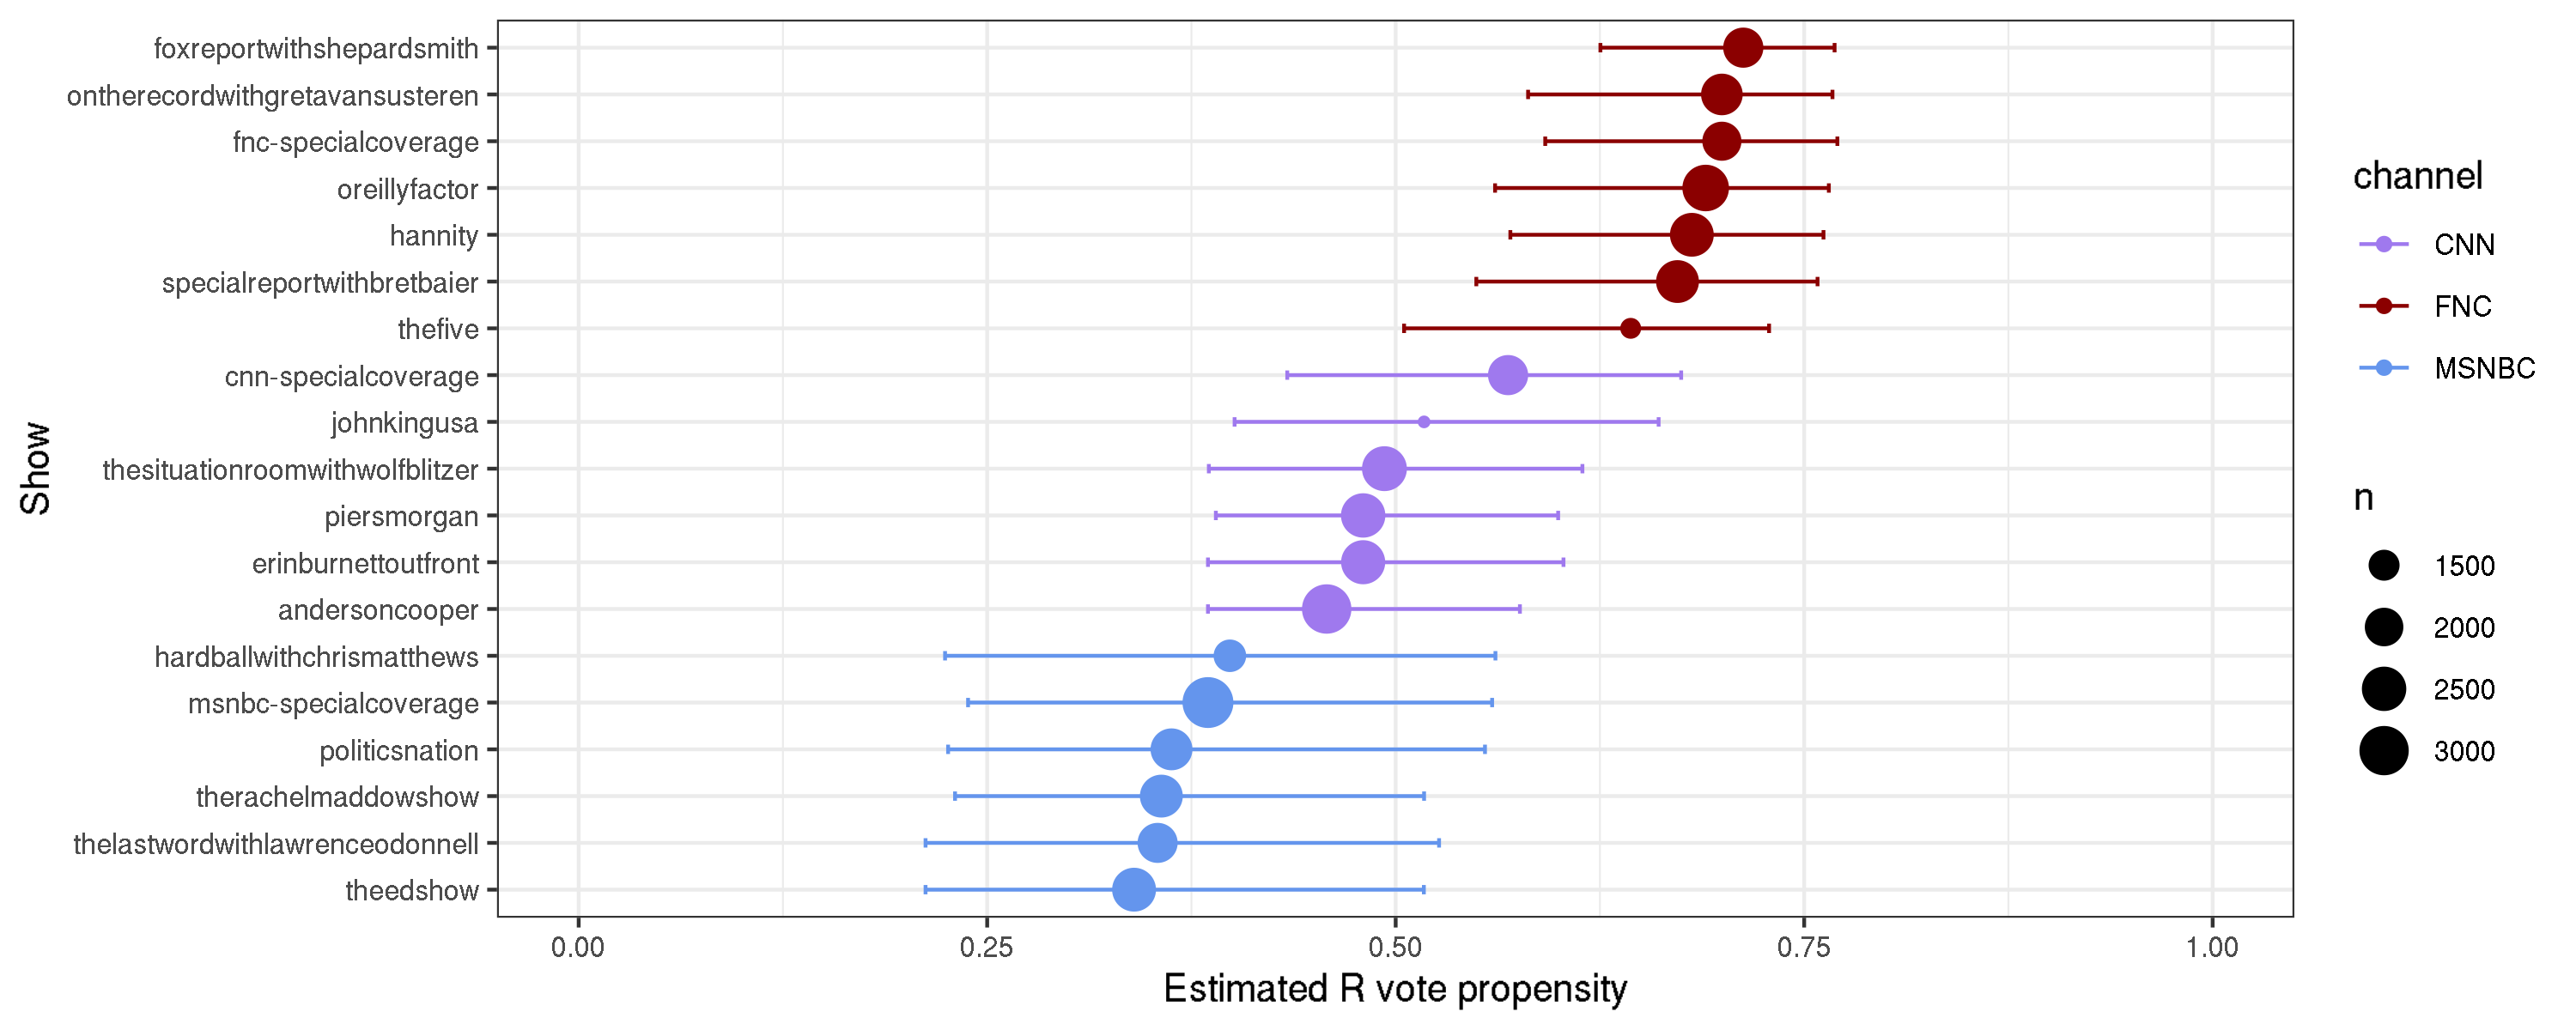 foxreportwithshepardsmith
ontherecordwithgretavansusteren
fnc-specialcoverage
oreillyfactor
hannity
specialreportwithbretbaier
thefive
cnn-specialcoverage
johnkingusa
thesituationroomwithwolfblitzer
piersmorgan
erinburnettoutfront
andersoncooper
hardballwithchrismatthews
msnbc-specialcoverage
politicsnation
therachelmaddowshow
thelastwordwithlawrenceodonnell
theedshow
Show
0.00 0.25 0.50 0.75 1.00
Estimated R vote propensity
channel
CNN
FNC
MSNBC
n
1500
2000
2500
3000